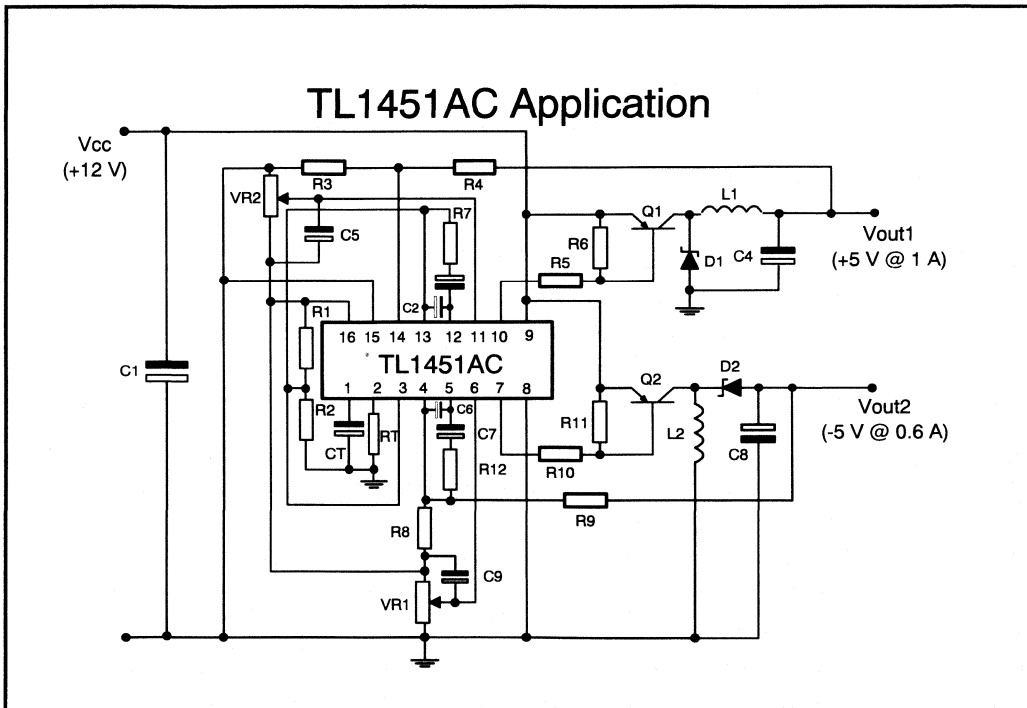 TL1451AC Application
Vcc
(+12 V)
R3
R4
VR2
C5
R7
L1
Q1
R6
D1
C4
Vout1
(+5 V @ 1 A)
R5
C2
R1
16 15 14 13 12 11 10 9
TL1451AC
1 2 3 4 5 6 7 8
C1
R2
CT
RT
C6
C7
R12
D2
Q2
R11
L2
C8
Vout2
(-5 V @ 0.6 A)
R10
R9
R8
C9
VR1